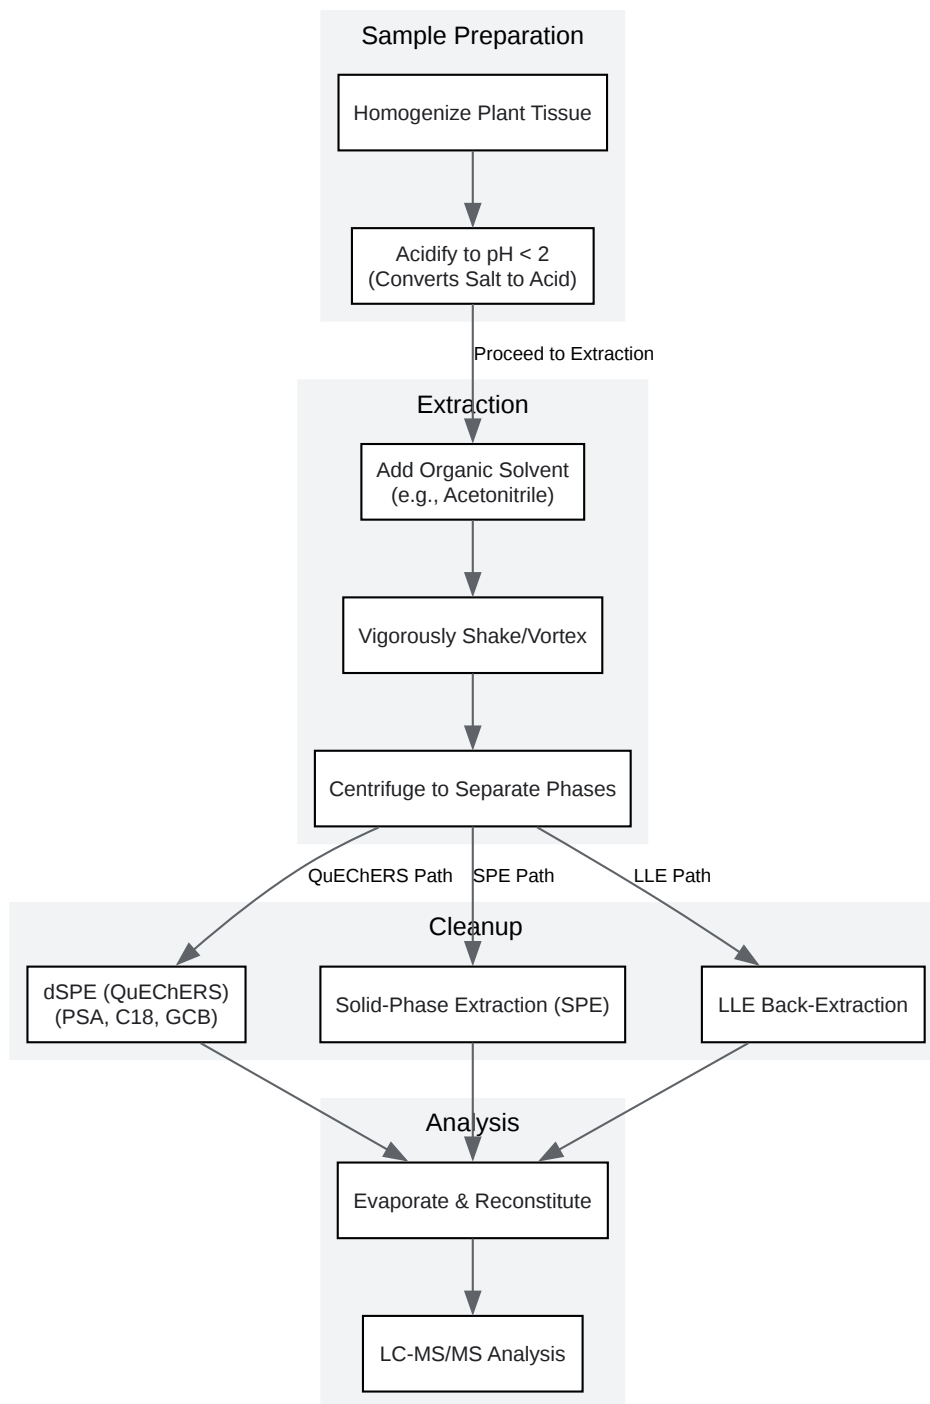 Sample Preparation
Homogenize Plant Tissue
Acidify to pH < 2
(Converts Salt to Acid)
Proceed to Extraction
Extraction
Add Organic Solvent
(e.g., Acetonitrile)
Vigorously Shake/Vortex
Centrifuge to Separate Phases
QuEChERS Path
SPE Path
LLE Path
Cleanup
dSPE (QuEChERS)
(PSA, C18, GCB)
Solid-Phase Extraction (SPE)
LLE Back-Extraction
Analysis
Evaporate & Reconstitute
LC-MS/MS Analysis